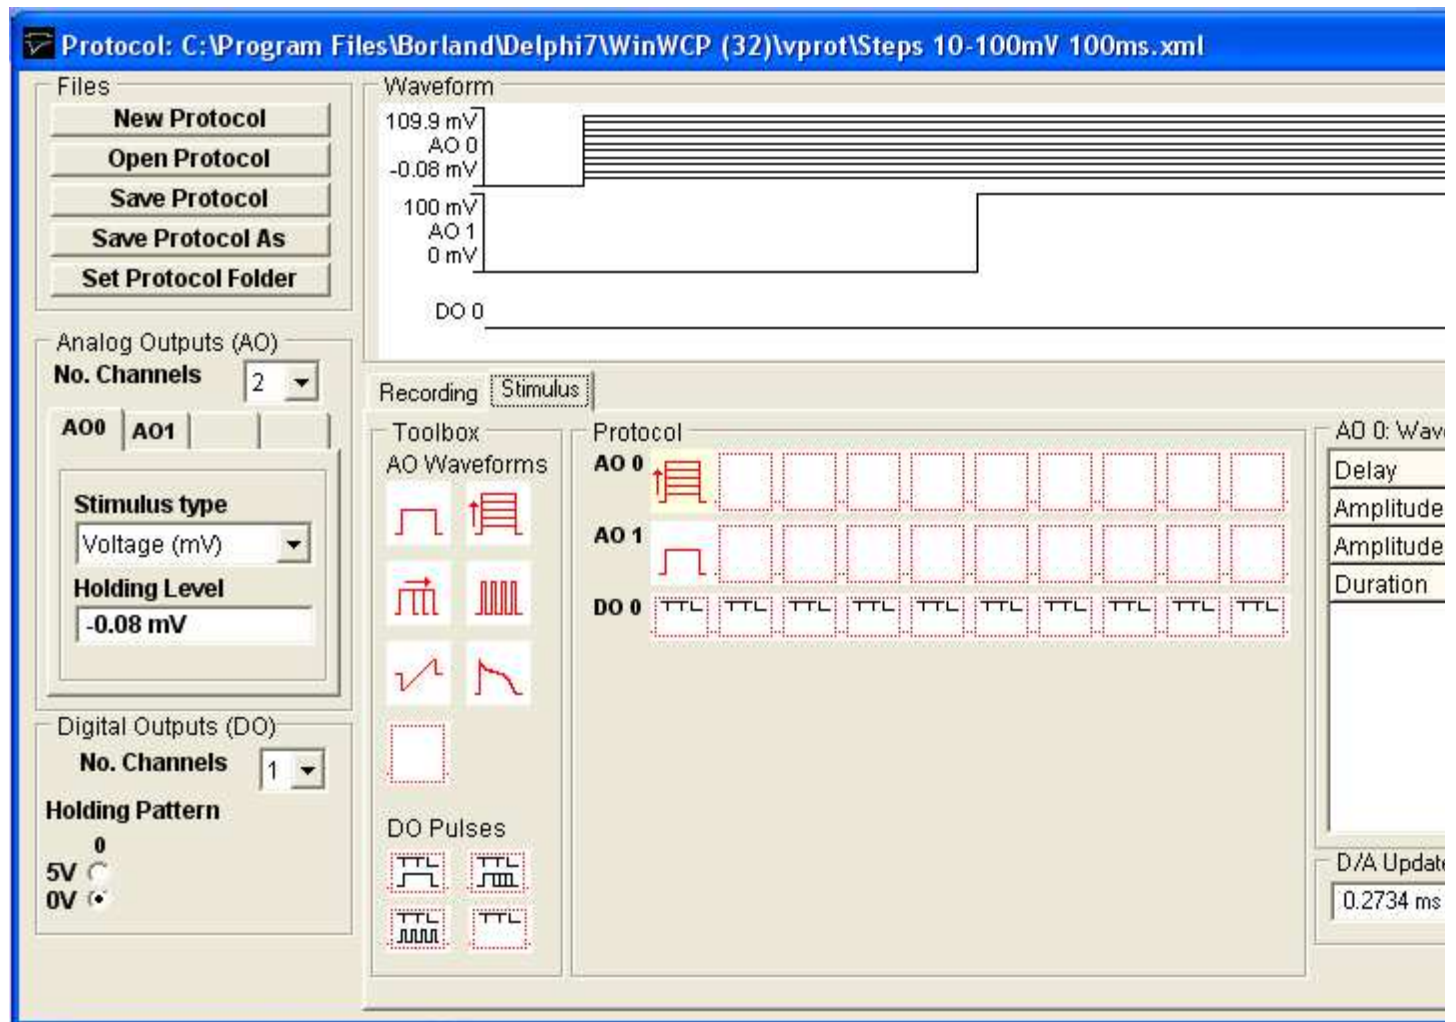 Protocol: C:\Program Files\Borland\Delphi7\WinWCP (32)\vprot\Steps 10-100mV 100ms.xml
Files
New Protocol
Open Protocol
Save Protocol
Save Protocol As
Set Protocol Folder
Waveform
109.9 mV
AO 0
-0.08 mV
100 mV
AO 1
0 mV
DO 0
Analog Outputs (AO)
No. Channels 2
AO0 AO1
Stimulus type
Voltage (mV)
Holding Level
-0.08 mV
Digital Outputs (DO)
No. Channels 1
Holding Pattern
0
5V
0V
Recording Stimulus
Toolbox
AO Waveforms
DO Pulses
TTL TTL
TTL TTL
Protocol
AO 0
AO 1
DO 0 TTL TTL TTL TTL TTL TTL TTL TTL TTL TTL
AO 0: Wave
Delay
Amplitude
Amplitude
Duration
D/A Update
0.2734 ms